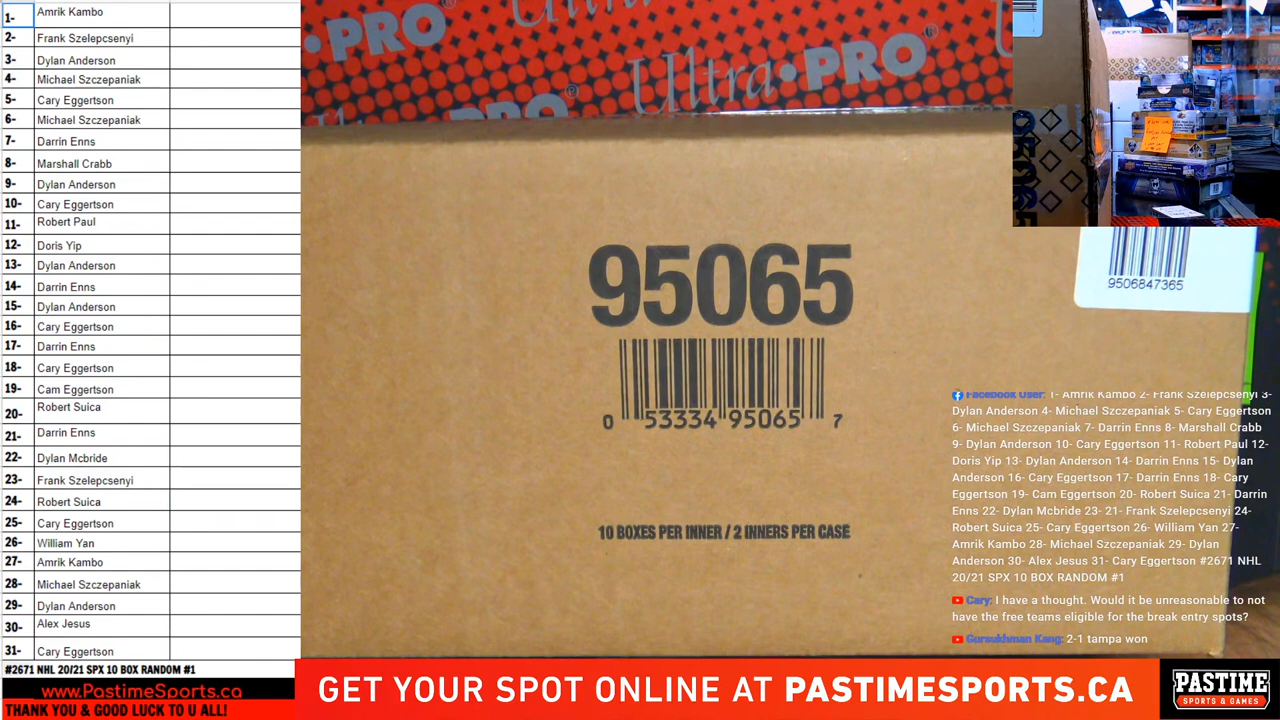 1- Amrik Kambo
2- Frank Szelepcsenyi
3- Dylan Anderson
4- Michael Szczepaniak
5- Cary Eggertson
6- Michael Szczepaniak
7- Darrin Enns
8- Marshall Crabb
9- Dylan Anderson
10- Cary Eggertson
11- Robert Paul
12- Doris Yip
13- Dylan Anderson
14- Darrin Enns
15- Dylan Anderson
16- Cary Eggertson
17- Darrin Enns
18- Cary Eggertson
19- Cam Eggertson
20- Robert Suica
21- Darrin Enns
22- Dylan Mcbride
23- Frank Szelepcsenyi
24- Robert Suica
25- Cary Eggertson
26- William Yan
27- Amrik Kambo
28- Michael Szczepaniak
29- Dylan Anderson
30- Alex Jesus
31- Cary Eggertson
#2671 NHL 20/21 SPX 10 BOX RANDOM #1
www.PastimeSports.ca
THANK YOU & GOOD LUCK TO U ALL!
•PRO® Ultra
PRO® Ultra•PRO®
95065
0 53334 95065 7
10 BOXES PER INNER / 2 INNERS PER CASE
9506847365
Facebook User: 1- Amrik Kambo 2- Frank Szelepcsenyi 3-
Dylan Anderson 4- Michael Szczepaniak 5- Cary Eggertson
6- Michael Szczepaniak 7- Darrin Enns 8- Marshall Crabb
9- Dylan Anderson 10- Cary Eggertson 11- Robert Paul 12-
Doris Yip 13- Dylan Anderson 14- Darrin Enns 15- Dylan
Anderson 16- Cary Eggertson 17- Darrin Enns 18- Cary
Eggertson 19- Cam Eggertson 20- Robert Suica 21- Darrin
Enns 22- Dylan Mcbride 23- 21- Frank Szelepcsenyi 24-
Robert Suica 25- Cary Eggertson 26- William Yan 27-
Amrik Kambo 28- Michael Szczepaniak 29- Dylan
Anderson 30- Alex Jesus 31- Cary Eggertson #2671 NHL
20/21 SPX 10 BOX RANDOM #1
Cary: I have a thought. Would it be unreasonable to not
have the free teams eligible for the break entry spots?
Gursukhman Kang: 2-1 tampa won
GET YOUR SPOT ONLINE AT PASTIMESPORTS.CA
PASTIME
SPORTS & GAMES